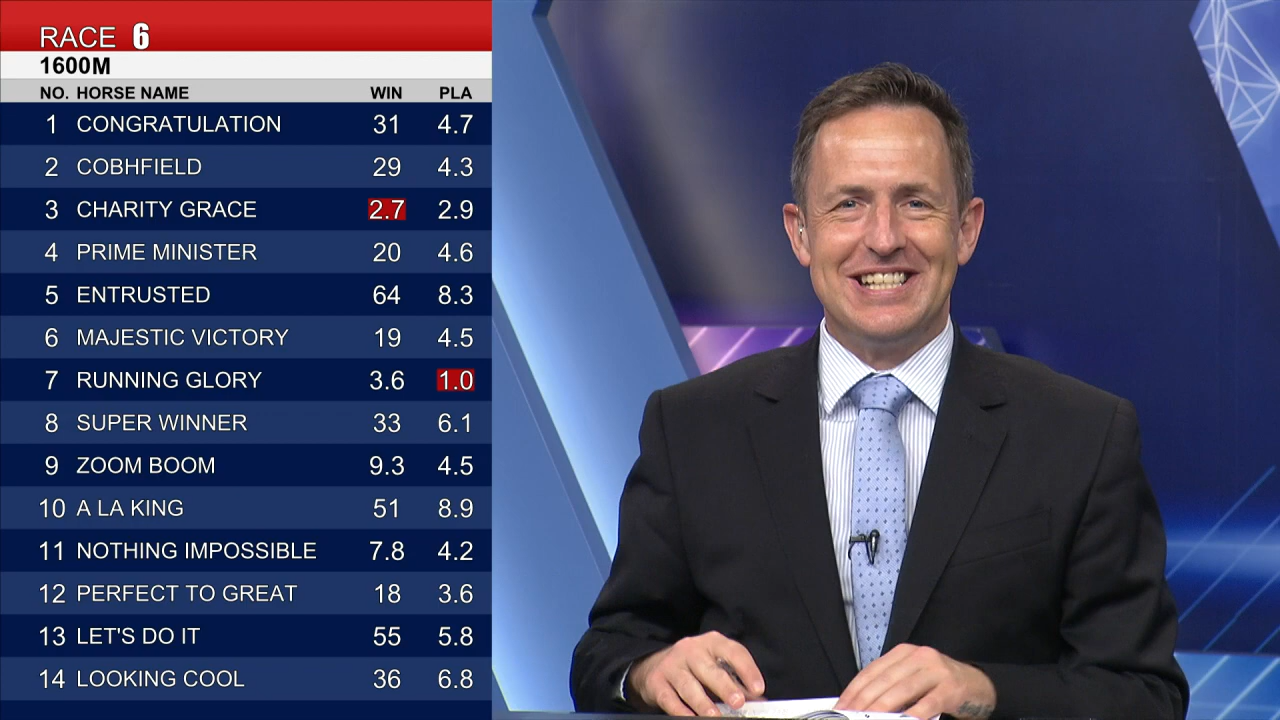 RACE 6
1600M
NO. HORSE NAME WIN PLA
1 CONGRATULATION 31 4.7
2 COBHFIELD 29 4.3
3 CHARITY GRACE 2.7 2.9
4 PRIME MINISTER 20 4.6
5 ENTRUSTED 64 8.3
6 MAJESTIC VICTORY 19 4.5
7 RUNNING GLORY 3.6 1.0
8 SUPER WINNER 33 6.1
9 ZOOM BOOM 9.3 4.5
10 A LA KING 51 8.9
11 NOTHING IMPOSSIBLE 7.8 4.2
12 PERFECT TO GREAT 18 3.6
13 LET'S DO IT 55 5.8
14 LOOKING COOL 36 6.8